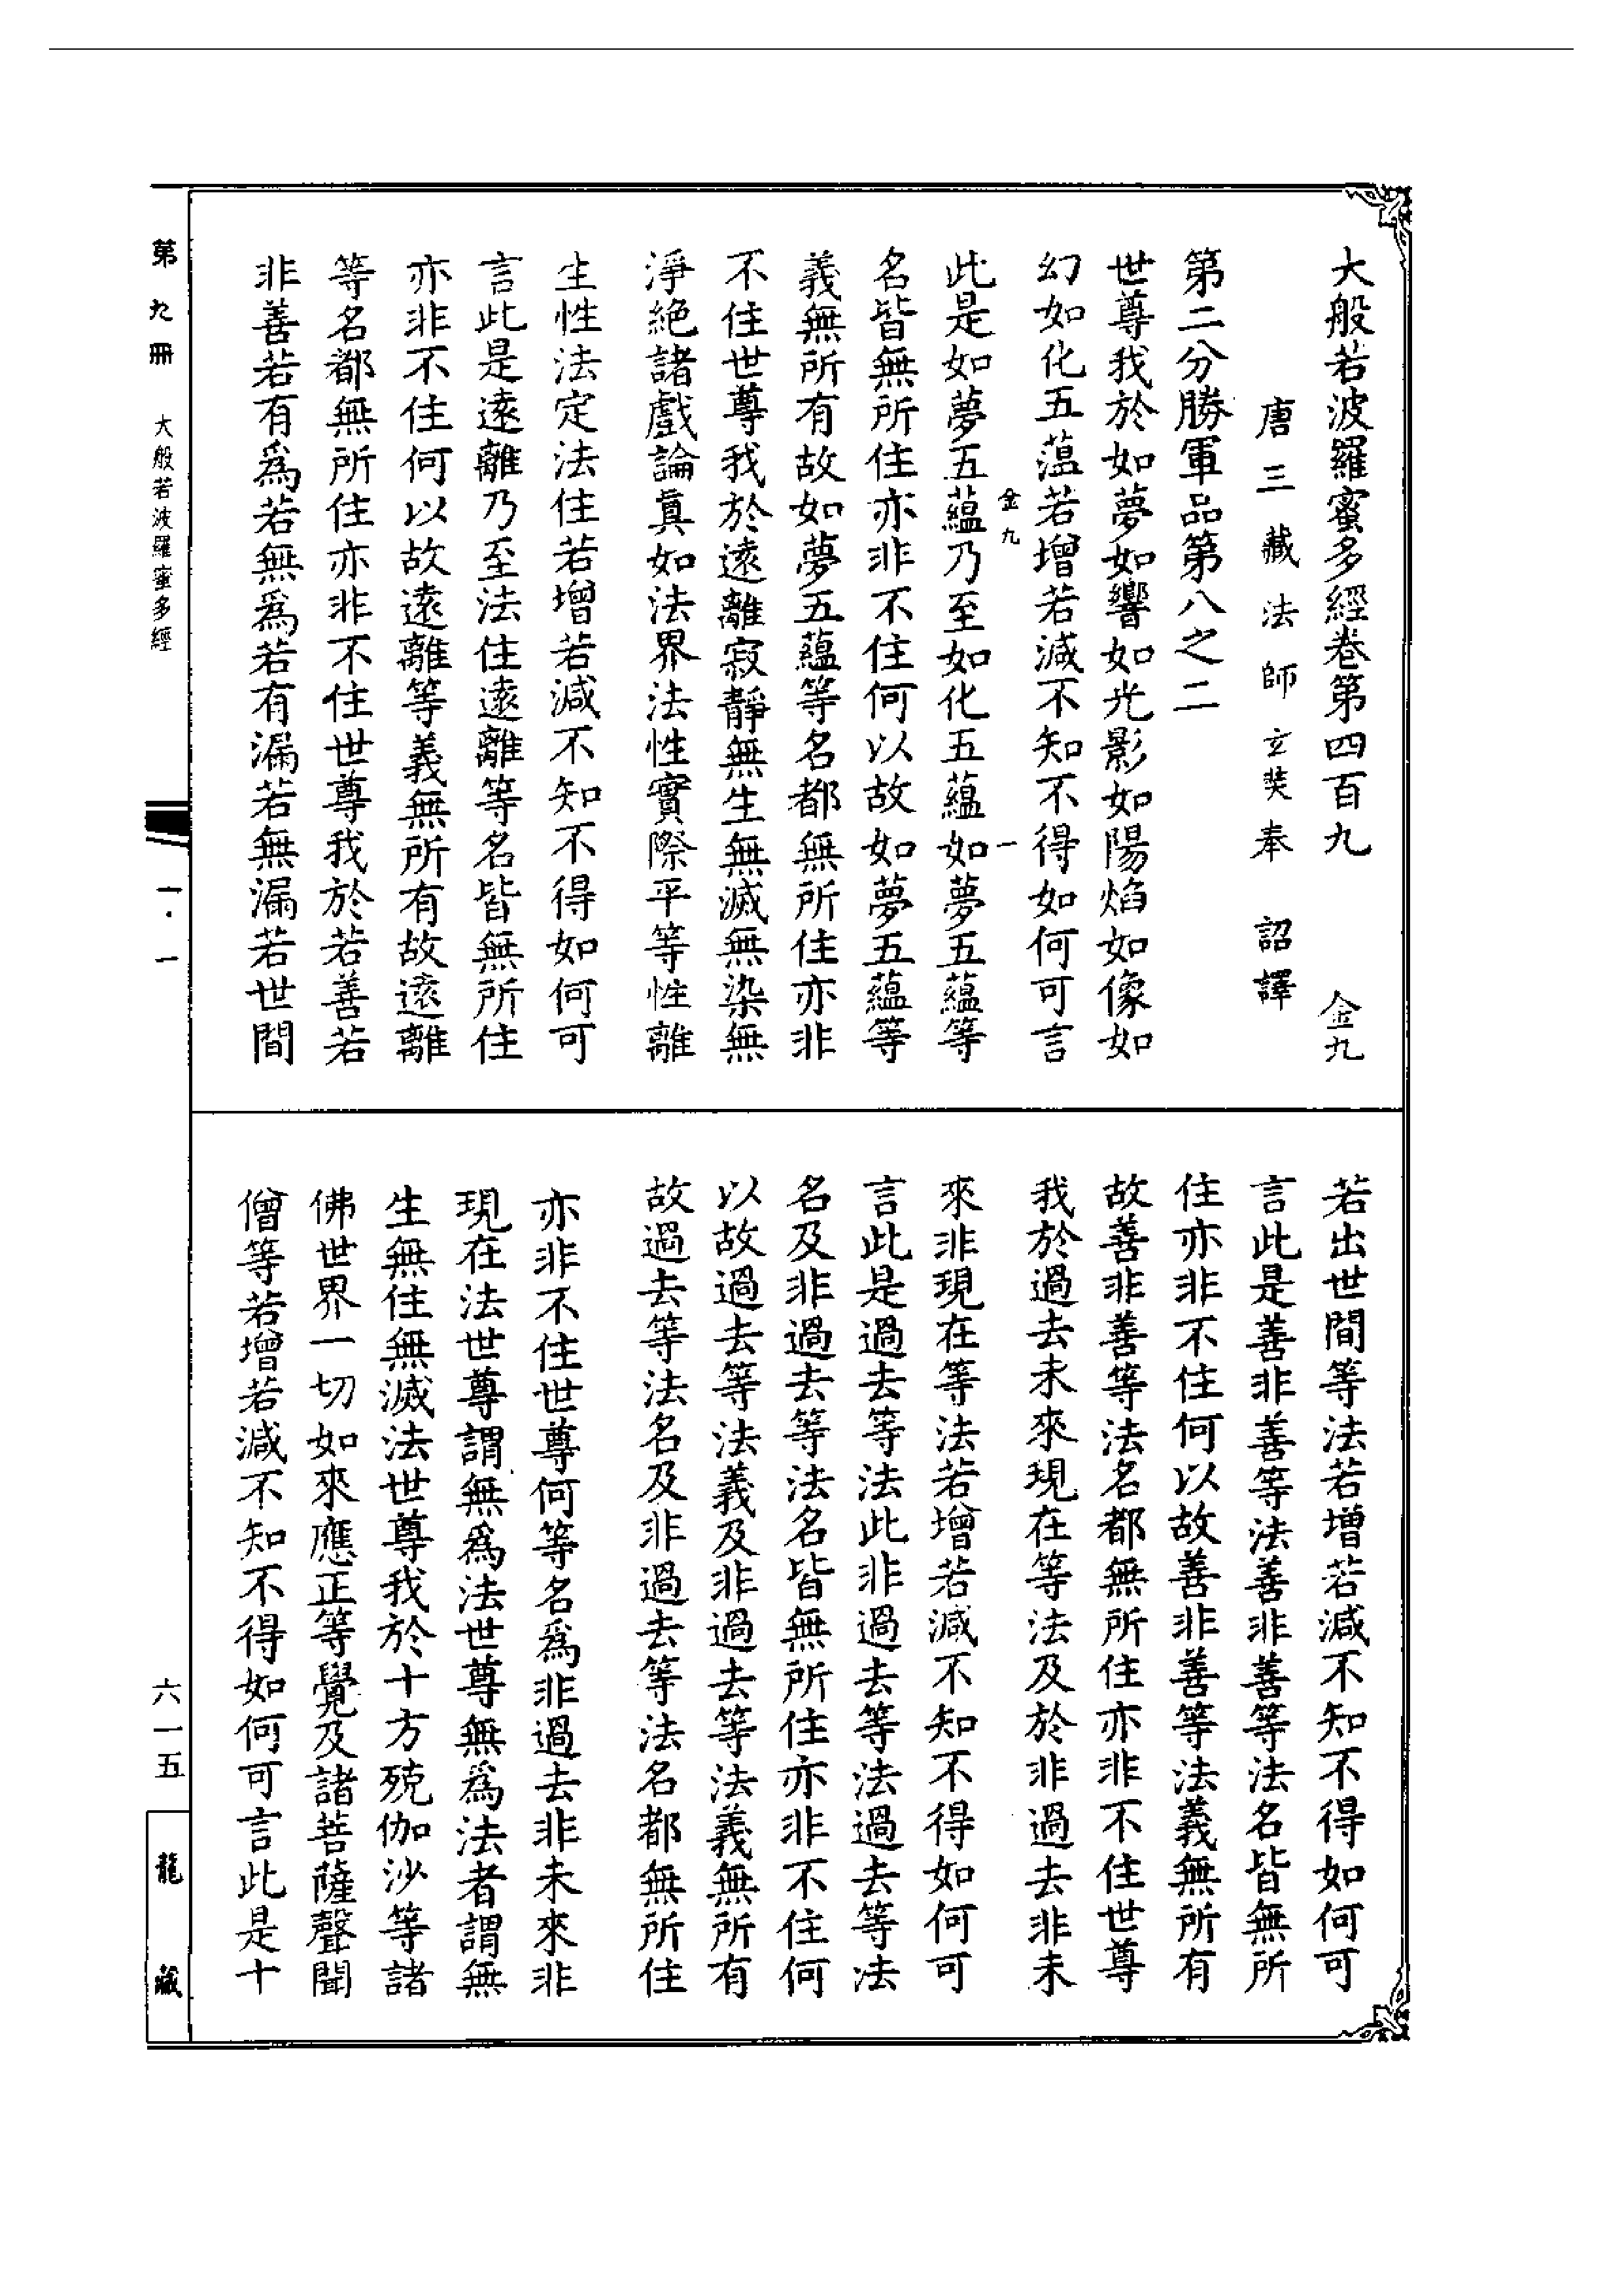 大般若波羅蜜多經卷第四百九　金九
唐三藏法師玄奘奉　詔譯
第二分勝軍品第八之二
世尊我於如夢如響如光影如陽焰如像如
幻如化五蕰若增若減不知不得如何可言
金九　一
此是如夢五蘊乃至如化五蘊如夢五蘊等
名皆無所住亦非不住何以故如夢五蘊等
義無所有故如夢五蘊等名都無所住亦非
不住世尊我於遠離寂靜無生無滅無染無
淨絕諸戲論真如法界法性實際平等性離
生性法定法住若增若減不知不得如何可
言此是遠離乃至法住遠離等名皆無所住
亦非不住何以故遠離等義無所有故遠離
等名都無所住亦非不住世尊我於若善若
非善若有為若無為若有漏若無漏若世間
若出世間等法若增若減不知不得如何可
言此是善非善等法善非善等法名皆無所
住亦非不住何以故善非善等法義無所有
故善非善等法名都無所住亦非不住世尊
我於過去未來現在等法及於非過去非未
來非現在等法若增若減不知不得如何可
言此是過去等法此非過去等法過去等法
名及非過去等法名皆無所住亦非不住何
以故過去等法義及非過去等法義無所有
故過去等法名及非過去等法名都無所住
亦非不住世尊何等名為非過去非未來非
現在法世尊謂無為法世尊無為法者謂無
生無住無滅法世尊我於十方殑伽沙等諸
佛世界一切如來應正等覺及諸菩薩聲聞
僧等若增若減不知不得如何可言此是十
第九冊　大般若波羅蜜多經
一·一
六一五
龍藏